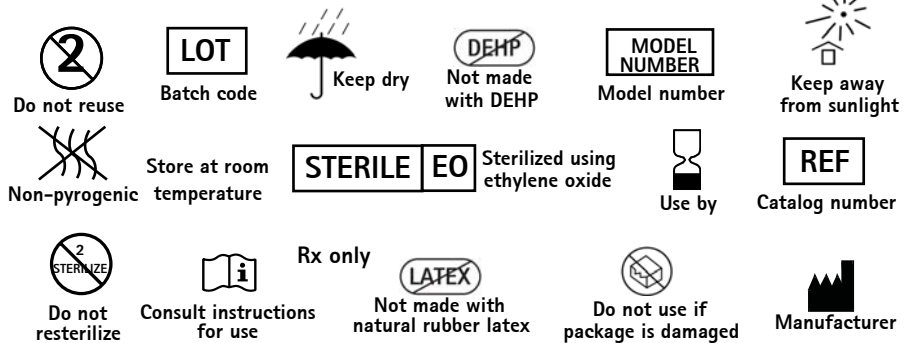 2
Do not reuse
LOT
Batch code
Keep dry
DEHP
Not made
with DEHP
MODEL
NUMBER
Model number
Keep away
from sunlight
Non-pyrogenic
Store at room
temperature
STERILE EO
Sterilized using
ethylene oxide
Use by
REF
Catalog number
2
STERILIZE
Do not
resterilize
i
Consult instructions
for use
Rx only
LATEX
Not made with
natural rubber latex
Do not use if
package is damaged
Manufacturer